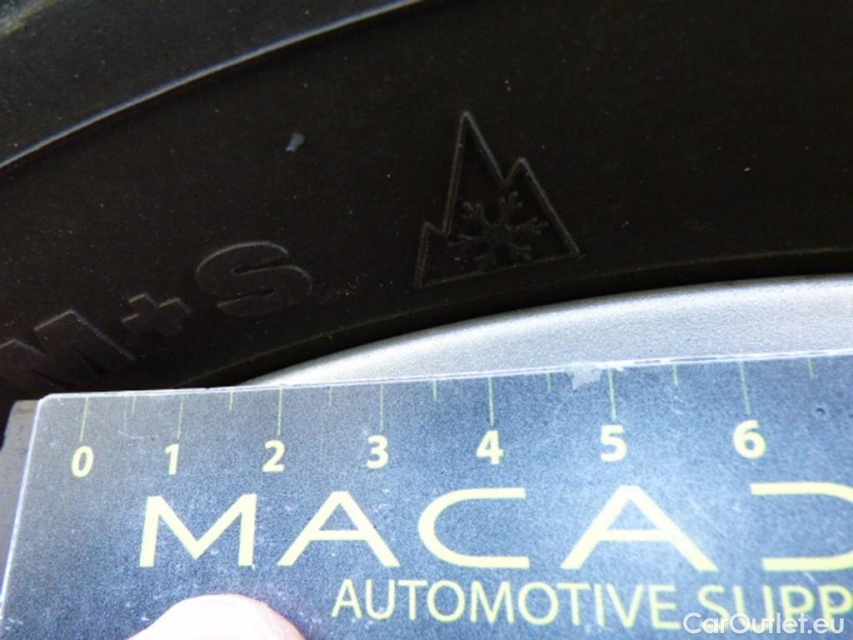 M+S
0 1 2 3 4 5 6
MACAD
AUTOMOTIVE SUPP
CarOutlet.eu